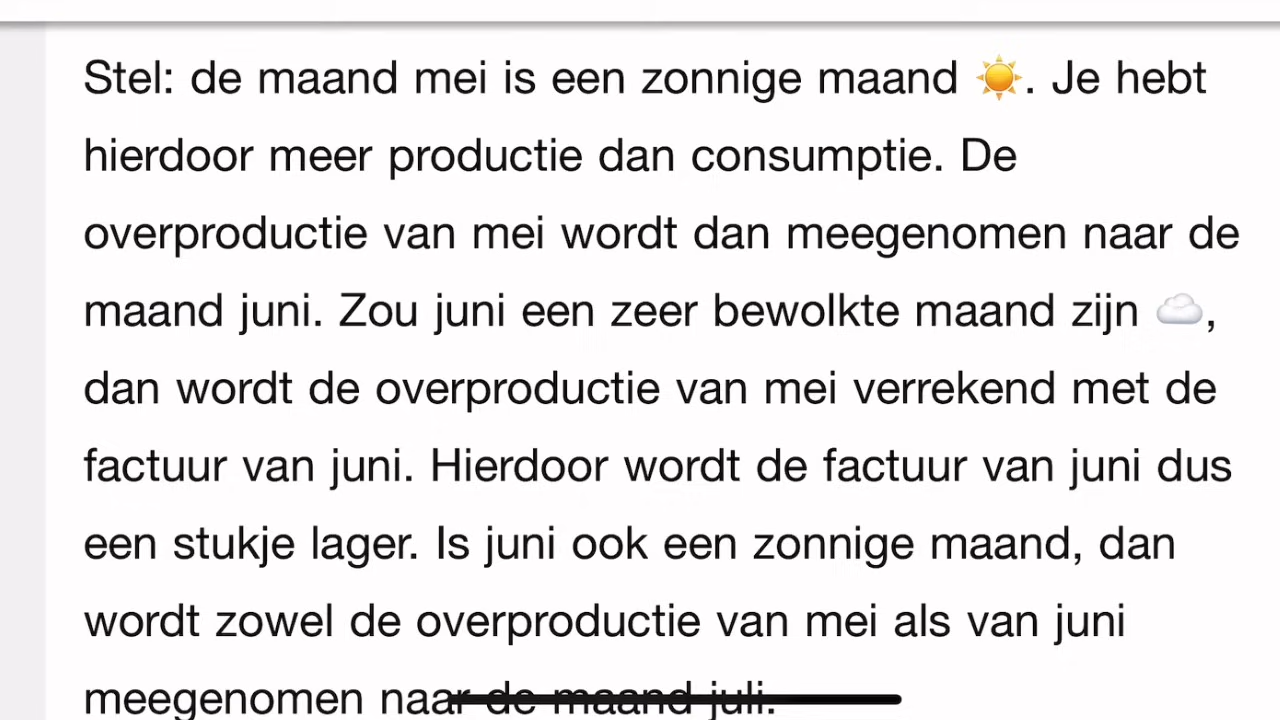 Stel: de maand mei is een zonnige maand ☀️. Je hebt
hierdoor meer productie dan consumptie. De
overproductie van mei wordt dan meegenomen naar de
maand juni. Zou juni een zeer bewolkte maand zijn ☁️,
dan wordt de overproductie van mei verrekend met de
factuur van juni. Hierdoor wordt de factuur van juni dus
een stukje lager. Is juni ook een zonnige maand, dan
wordt zowel de overproductie van mei als van juni
meegenomen naar de maand juli.